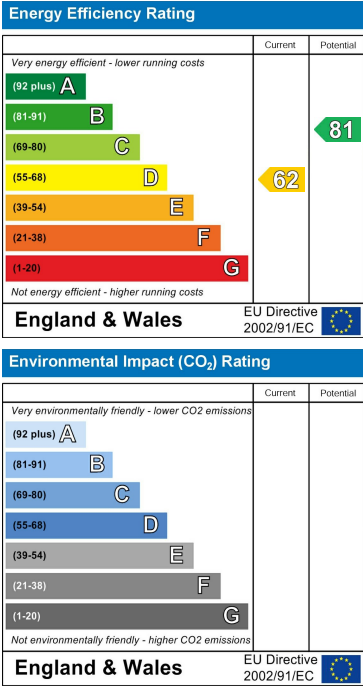 Energy Efficiency Rating
Current Potential
Very energy efficient - lower running costs
(92 plus) A
(81-91) B
(69-80) C
(55-68) D
(39-54) E
(21-38) F
(1-20) G
62
81
Not energy efficient - higher running costs
England & Wales
EU Directive
2002/91/EC
Environmental Impact (CO₂) Rating
Current Potential
Very environmentally friendly - lower CO2 emissions
(92 plus) A
(81-91) B
(69-80) C
(55-68) D
(39-54) E
(21-38) F
(1-20) G
Not environmentally friendly - higher CO2 emissions
England & Wales
EU Directive
2002/91/EC